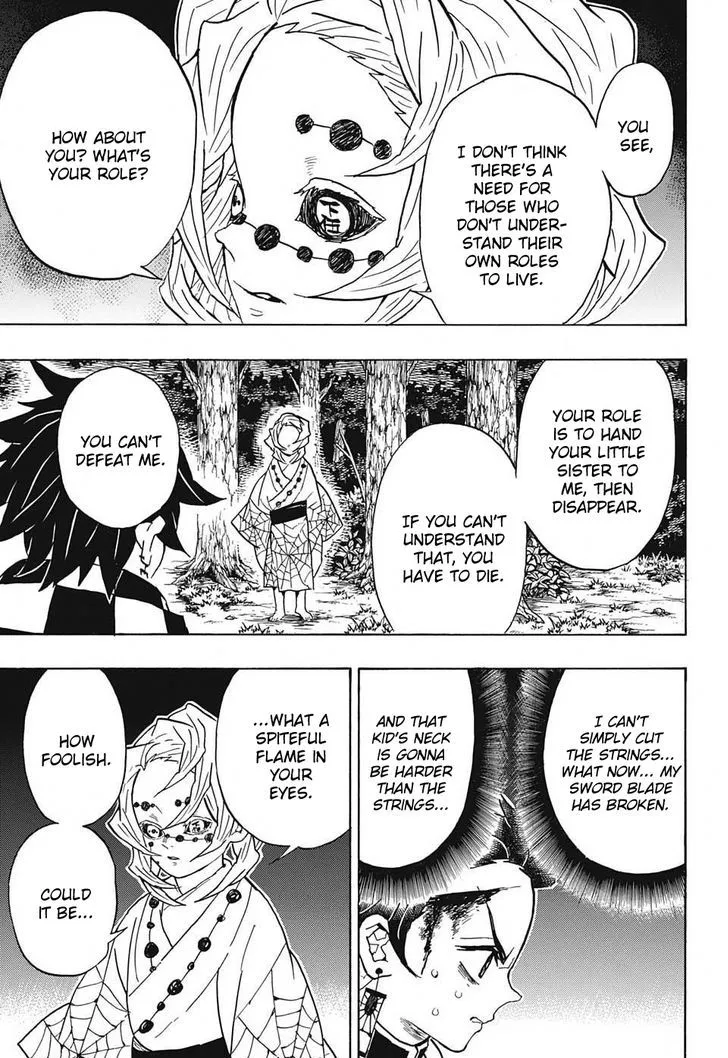 YOU
SEE,
I DON'T THINK
THERE'S A
NEED FOR
THOSE WHO
DON'T UNDER-
STAND THEIR
OWN ROLES
TO LIVE.
HOW ABOUT
YOU? WHAT'S
YOUR ROLE?
YOUR ROLE
IS TO HAND
YOUR LITTLE
SISTER TO
ME, THEN
DISAPPEAR.
IF YOU CAN'T
UNDERSTAND
THAT, YOU
HAVE TO DIE.
YOU CAN'T
DEFEAT ME.
I CAN'T
SIMPLY CUT
THE STRINGS...
WHAT NOW... MY
SWORD BLADE
HAS BROKEN.
AND THAT
KID'S NECK
IS GONNA
BE HARDER
THAN THE
STRINGS...
...WHAT A
SPITEFUL
FLAME IN
YOUR
EYES.
HOW
FOOLISH.
COULD
IT BE...